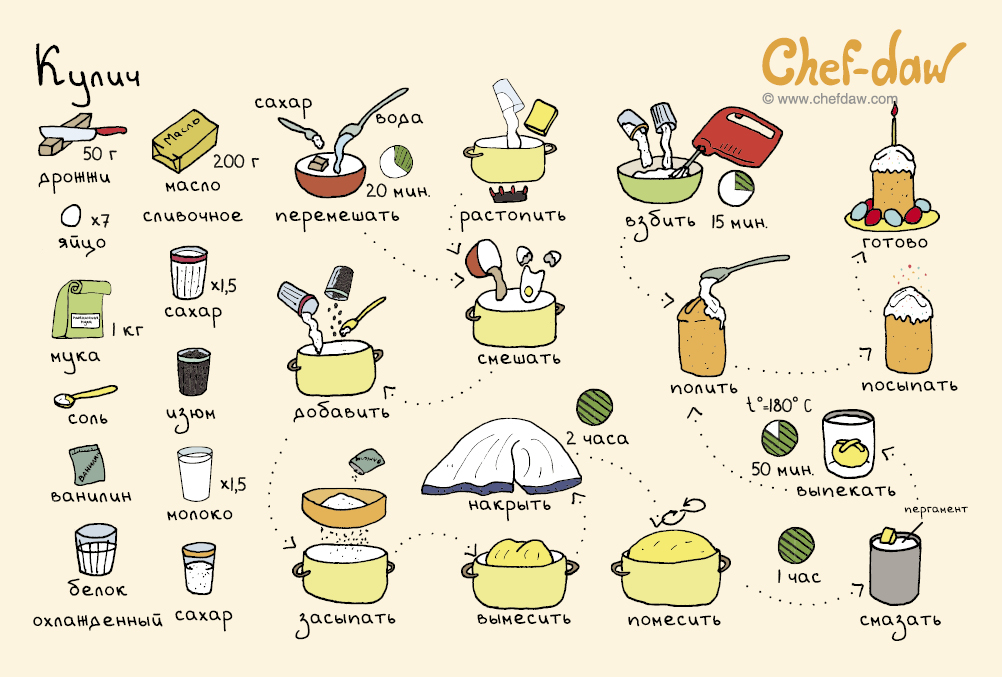 Кулич
Chef-daw
© www.chefdaw.com
50 г
дрожжи
Масло
200 г
масло
сливочное
x7
яйцо
x1,5
сахар
1 кг
мука
изюм
соль
ванилин
ванилин
x1,5
молоко
белок
охлажденный
сахар
сахар
вода
20 мин.
перемешать
растопить
взбить 15 мин.
готово
смешать
добавить
полить
посыпать
2 часа
накрыть
t°=180° C
50 мин.
выпекать
пергамент
1 час
засыпать
вымесить
помесить
смазать